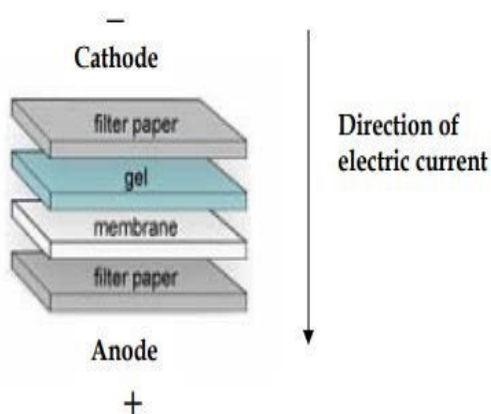 −
Cathode
filter paper
gel
membrane
filter paper
Anode
+
Direction of
electric current